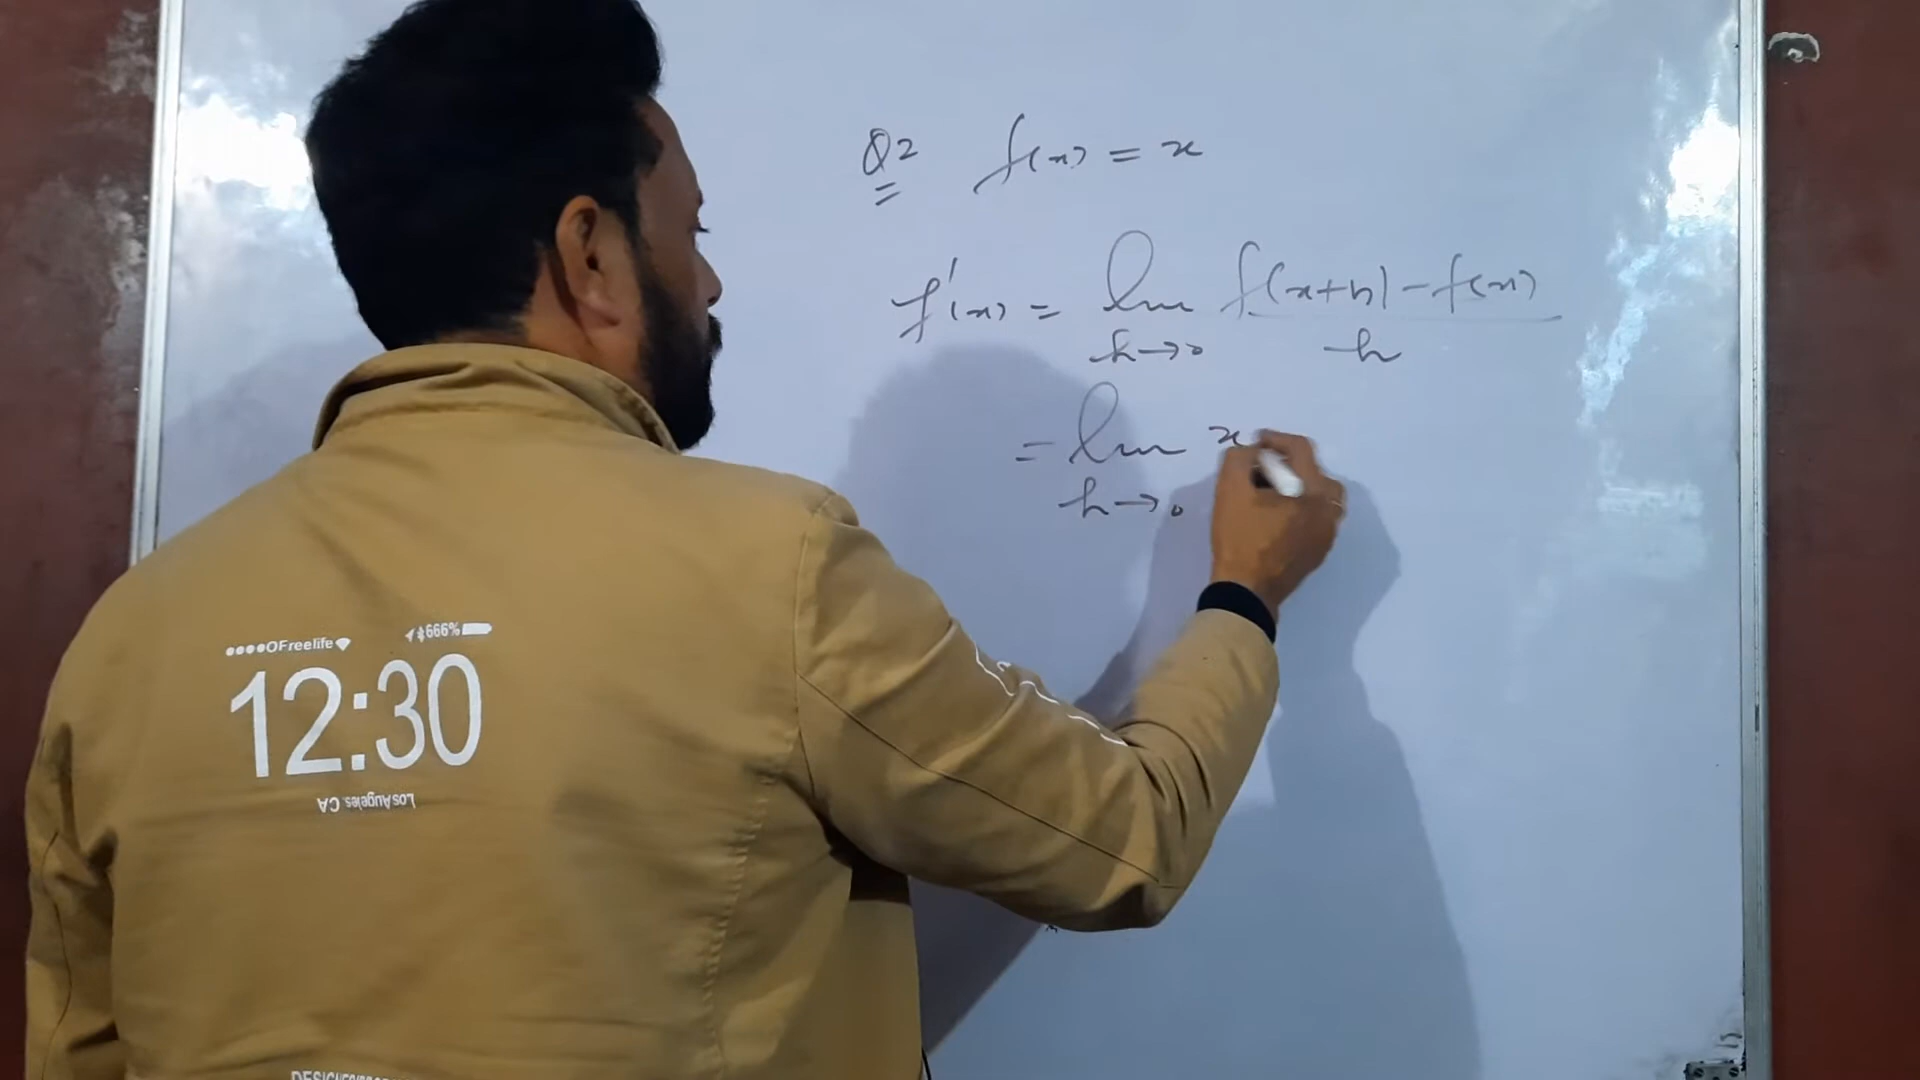 Q2 f(x) = x
f'(x) = lim f(x+h) - f(x)
h→0 h
= lim x
h→0
OFreelife 666%
12:30
Los Angeles, CA